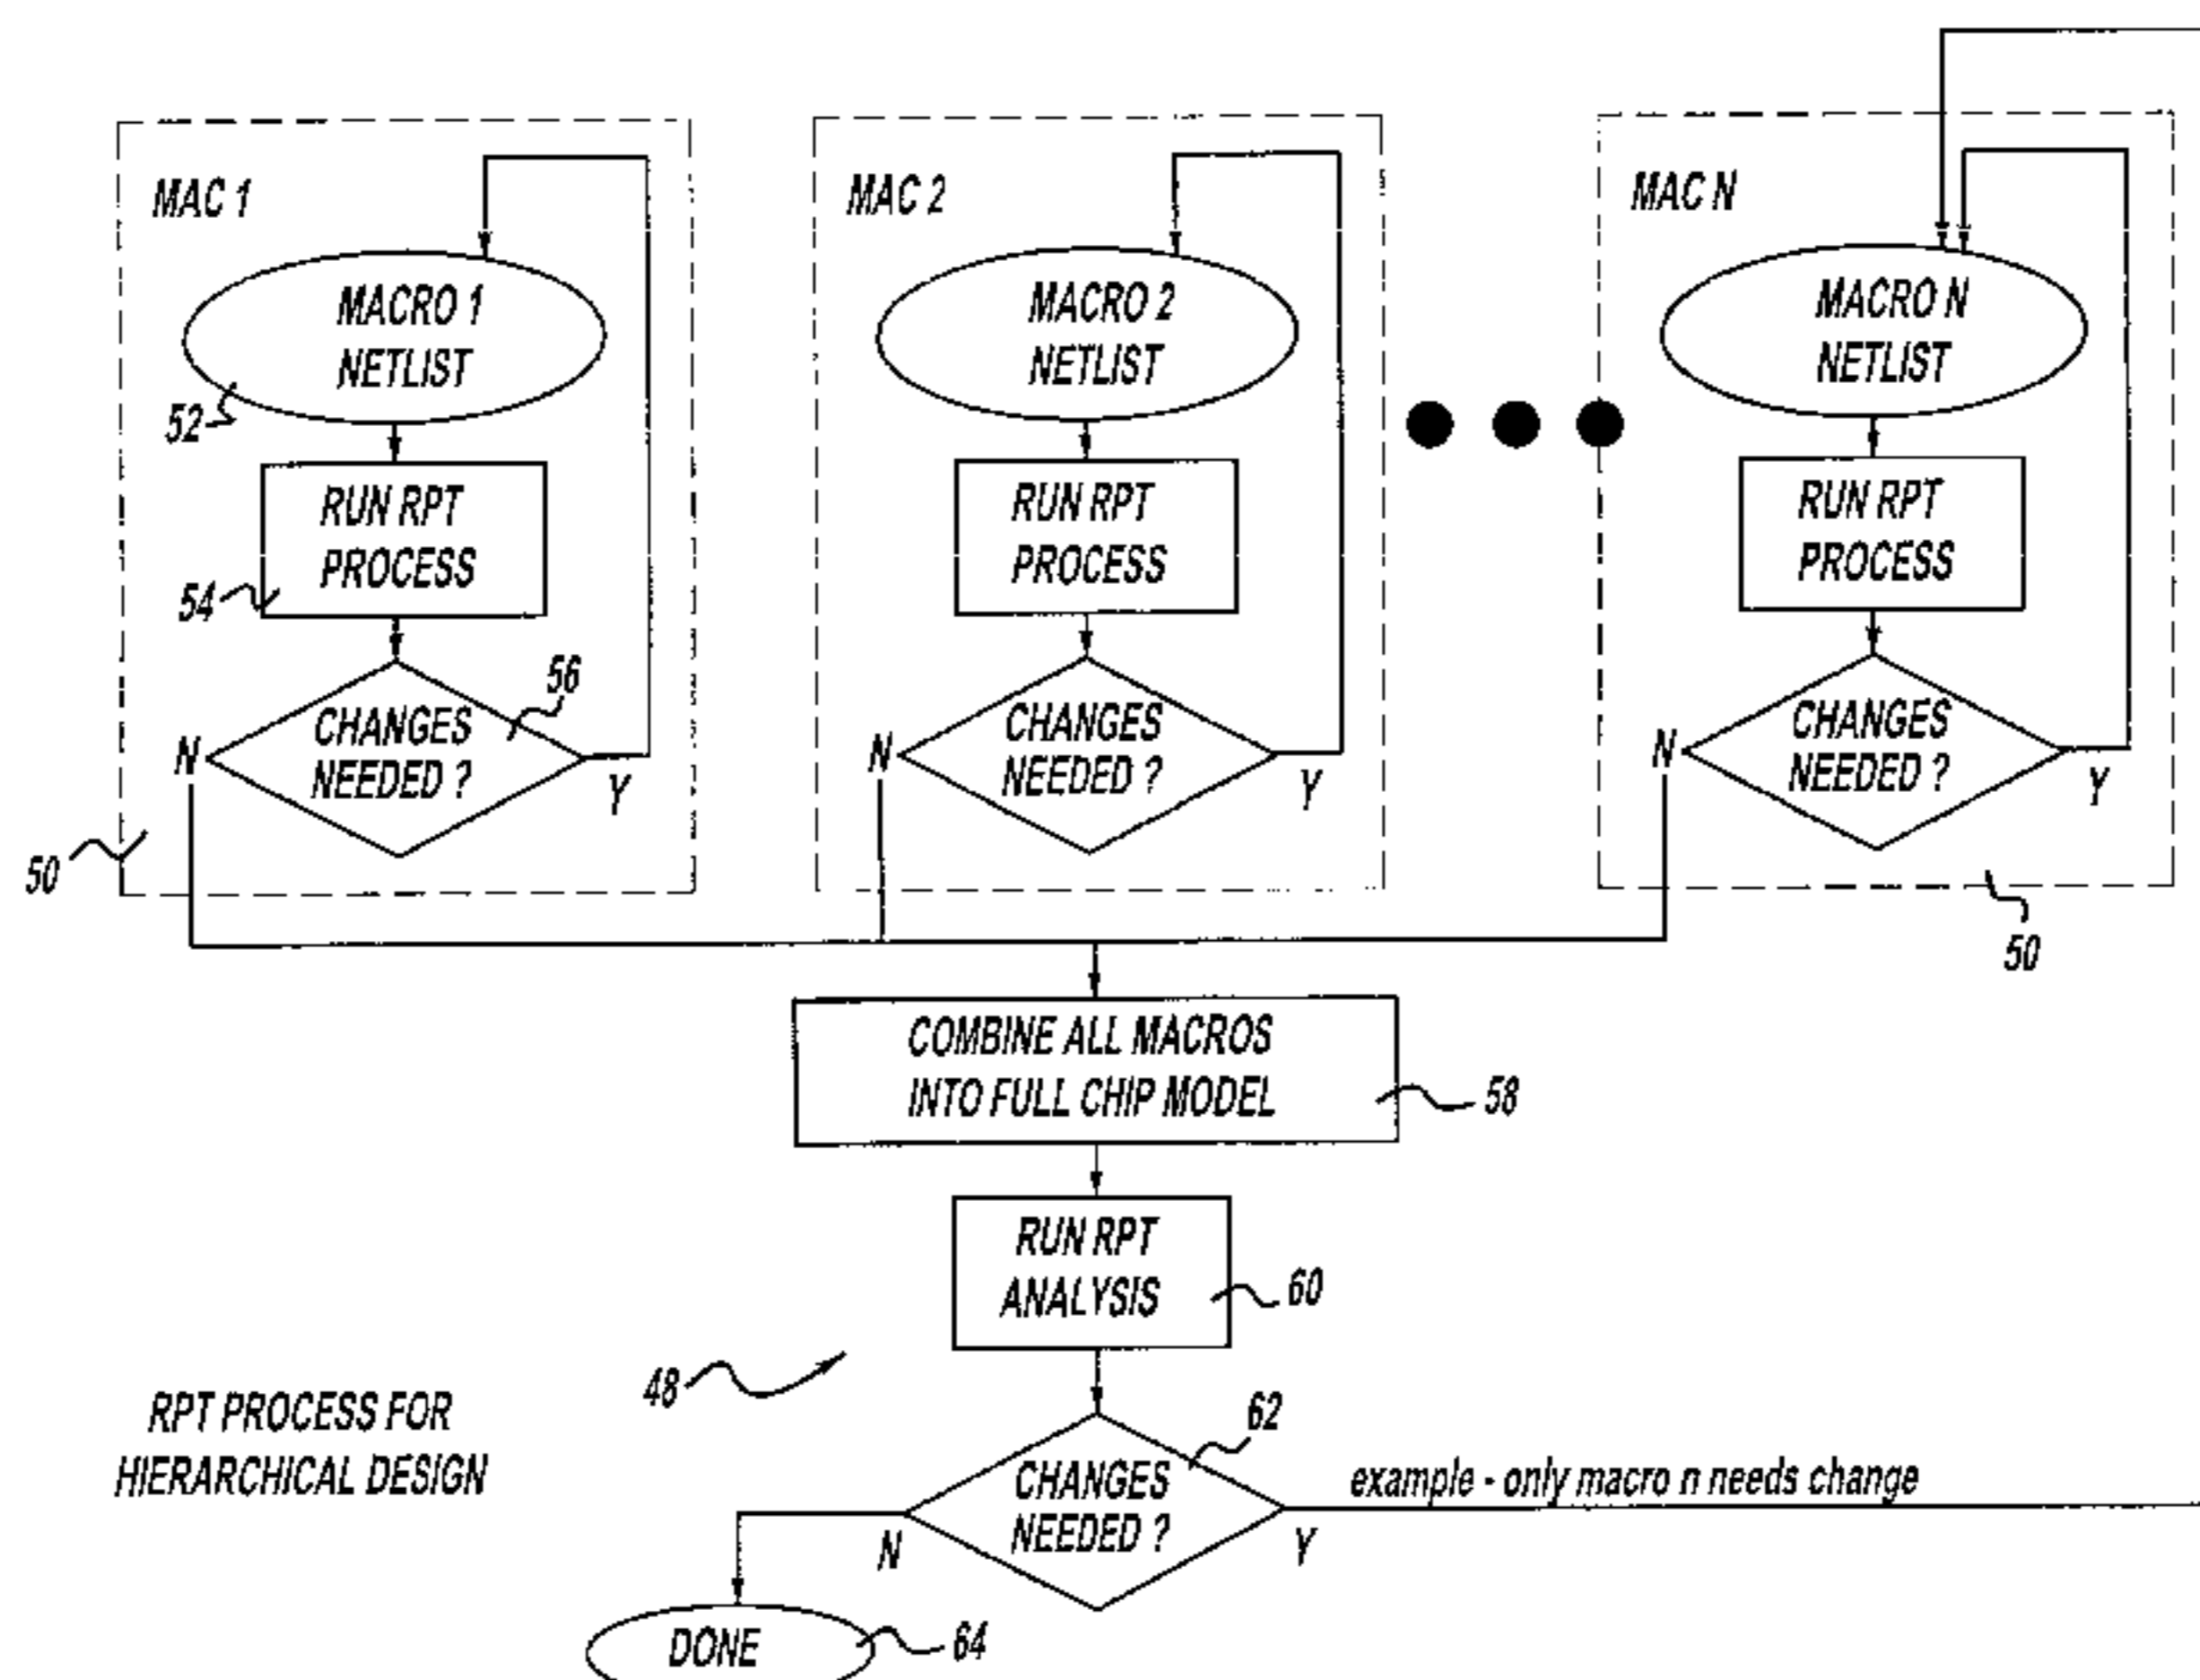 MAC 1
MACRO 1
NETLIST
52
RUN RPT
PROCESS
54
56
CHANGES
NEEDED ?
N
Y
50
MAC 2
MACRO 2
NETLIST
RUN RPT
PROCESS
CHANGES
NEEDED ?
N
Y
MAC N
MACRO N
NETLIST
RUN RPT
PROCESS
CHANGES
NEEDED ?
N
Y
50
COMBINE ALL MACROS
INTO FULL CHIP MODEL
58
RUN RPT
ANALYSIS
60
48
RPT PROCESS FOR
HIERARCHICAL DESIGN
62
CHANGES
NEEDED ?
N
Y
example - only macro n needs change
DONE
64